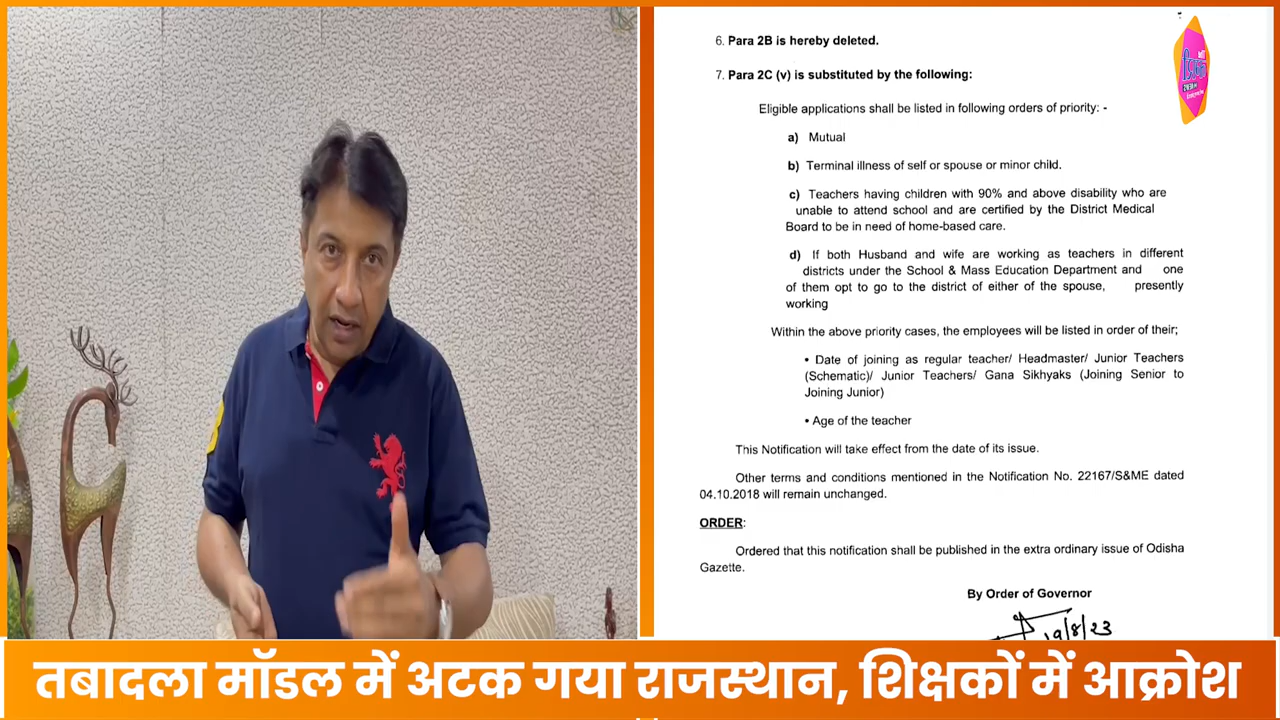 6. Para 2B is hereby deleted.
7. Para 2C (v) is substituted by the following:
Eligible applications shall be listed in following orders of priority: -
a) Mutual
b) Terminal illness of self or spouse or minor child.
c) Teachers having children with 90% and above disability who are
unable to attend school and are certified by the District Medical
Board to be in need of home-based care.
d) If both Husband and wife are working as teachers in different
districts under the School & Mass Education Department and one
of them opt to go to the district of either of the spouse, presently
working
Within the above priority cases, the employees will be listed in order of their;
• Date of joining as regular teacher/ Headmaster/ Junior Teachers
(Schematic)/ Junior Teachers/ Gana Sikhyaks (Joining Senior to
Joining Junior)
• Age of the teacher
This Notification will take effect from the date of its issue.
Other terms and conditions mentioned in the Notification No. 22167/S&ME dated
04.10.2018 will remain unchanged.
ORDER:
Ordered that this notification shall be published in the extra ordinary issue of Odisha
Gazette.
By Order of Governor
19/8/23
तबादला मॉडल में अटक गया राजस्थान, शिक्षकों में आक्रोश